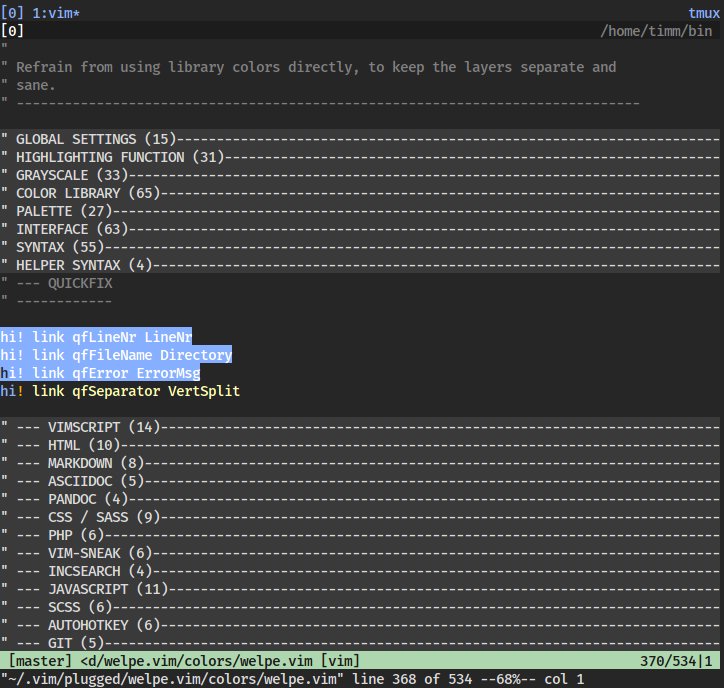 [0] 1:vim* tmux
[0] /home/timm/bin
"
" Refrain from using library colors directly, to keep the layers separate and
" sane.
" ------------------------------------------------------------------------------
" GLOBAL SETTINGS (15)--------------------------------------------------------------------
" HIGHLIGHTING FUNCTION (31)--------------------------------------------------------------
" GRAYSCALE (33)--------------------------------------------------------------------------
" COLOR LIBRARY (65)----------------------------------------------------------------------
" PALETTE (27)----------------------------------------------------------------------------
" INTERFACE (63)--------------------------------------------------------------------------
" SYNTAX (55)-----------------------------------------------------------------------------
" HELPER SYNTAX (4)-----------------------------------------------------------------------
" --- QUICKFIX
" ------------
hi! link qfLineNr LineNr
hi! link qfFileName Directory
hi! link qfError ErrorMsg
hi! link qfSeparator VertSplit
" --- VIMSCRIPT (14)----------------------------------------------------------------------
" --- HTML (10)---------------------------------------------------------------------------
" --- MARKDOWN (8)------------------------------------------------------------------------
" --- ASCIIDOC (5)------------------------------------------------------------------------
" --- PANDOC (4)--------------------------------------------------------------------------
" --- CSS / SASS (9)----------------------------------------------------------------------
" --- PHP (6)-----------------------------------------------------------------------------
" --- VIM-SNEAK (6)-----------------------------------------------------------------------
" --- INCSEARCH (4)-----------------------------------------------------------------------
" --- JAVASCRIPT (11)---------------------------------------------------------------------
" --- SCSS (6)----------------------------------------------------------------------------
" --- AUTOHOTKEY (6)----------------------------------------------------------------------
" --- GIT (5)-----------------------------------------------------------------------------
[master] <d/welpe.vim/colors/welpe.vim [vim] 370/534|1
"~/.vim/plugged/welpe.vim/colors/welpe.vim" line 368 of 534 --68%-- col 1